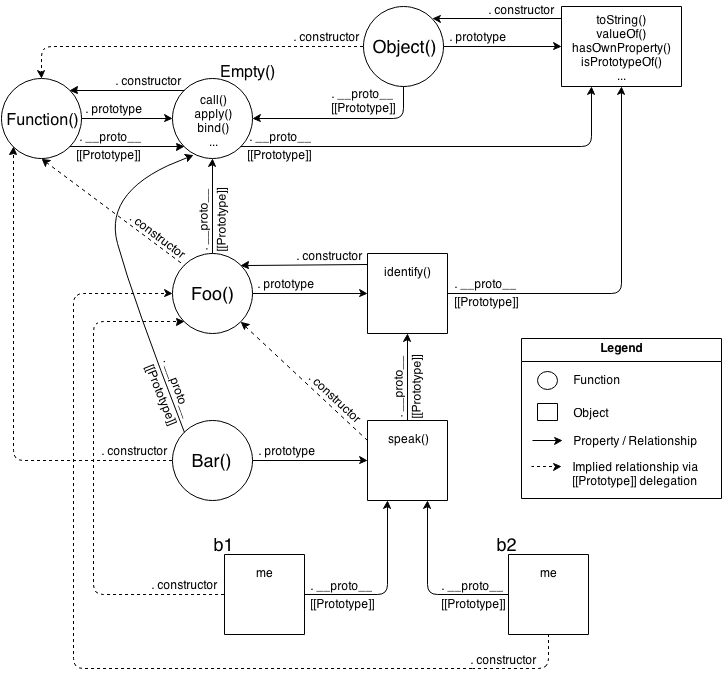 . constructor
toString()
valueOf()
hasOwnProperty()
isPrototypeOf()
...
. constructor
Object()
. prototype
Empty()
. constructor
. __proto__
[[Prototype]]
call()
apply()
bind()
...
Function()
. prototype
. __proto__
[[Prototype]]
. __proto__
[[Prototype]]
. __proto__
[[Prototype]]
. constructor
. constructor
identify()
Foo()
. prototype
. __proto__
[[Prototype]]
Legend
Function
Object
Property / Relationship
Implied relationship via
[[Prototype]] delegation
. __proto__
[[Prototype]]
. __proto__
[[Prototype]]
. constructor
speak()
. constructor
Bar()
. prototype
b1
b2
me
me
. constructor
. __proto__
[[Prototype]]
. __proto__
[[Prototype]]
. constructor